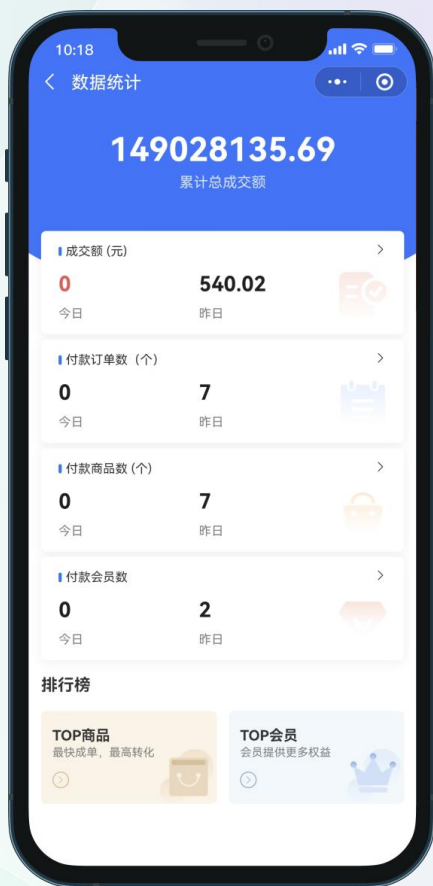 10:18
数据统计
149028135.69
累计总成交额
成交额 (元)
0 540.02
今日 昨日
付款订单数（个）
0 7
今日 昨日
付款商品数 (个)
0 7
今日 昨日
付款会员数
0 2
今日 昨日
排行榜
TOP商品 TOP会员
最快成单，最高转化 会员提供更多权益